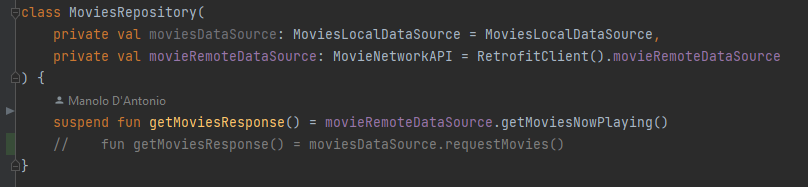 class MoviesRepository(
    private val moviesDataSource: MoviesLocalDataSource = MoviesLocalDataSource,
    private val movieRemoteDataSource: MovieNetworkAPI = RetrofitClient().movieRemoteDataSource
) {
    Manolo D'Antonio
    suspend fun getMoviesResponse() = movieRemoteDataSource.getMoviesNowPlaying()
    //    fun getMoviesResponse() = moviesDataSource.requestMovies()
}